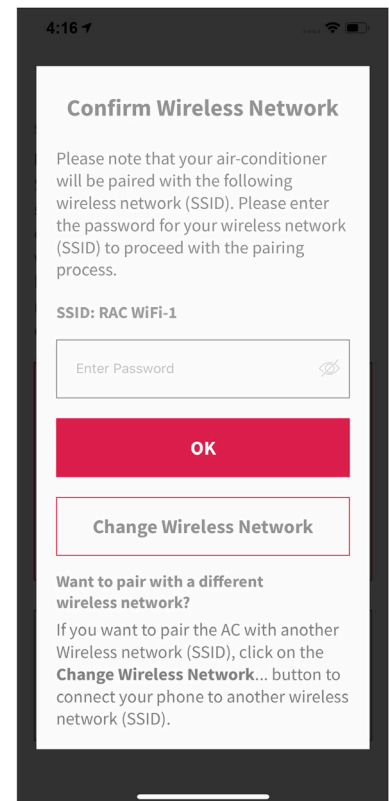 4:16
Confirm Wireless Network
Please note that your air-conditioner
will be paired with the following
wireless network (SSID). Please enter
the password for your wireless network
(SSID) to proceed with the pairing
process.
SSID: RAC WiFi-1
Enter Password
OK
Change Wireless Network
Want to pair with a different
wireless network?
If you want to pair the AC with another
Wireless network (SSID), click on the
Change Wireless Network... button to
connect your phone to another wireless
network (SSID).